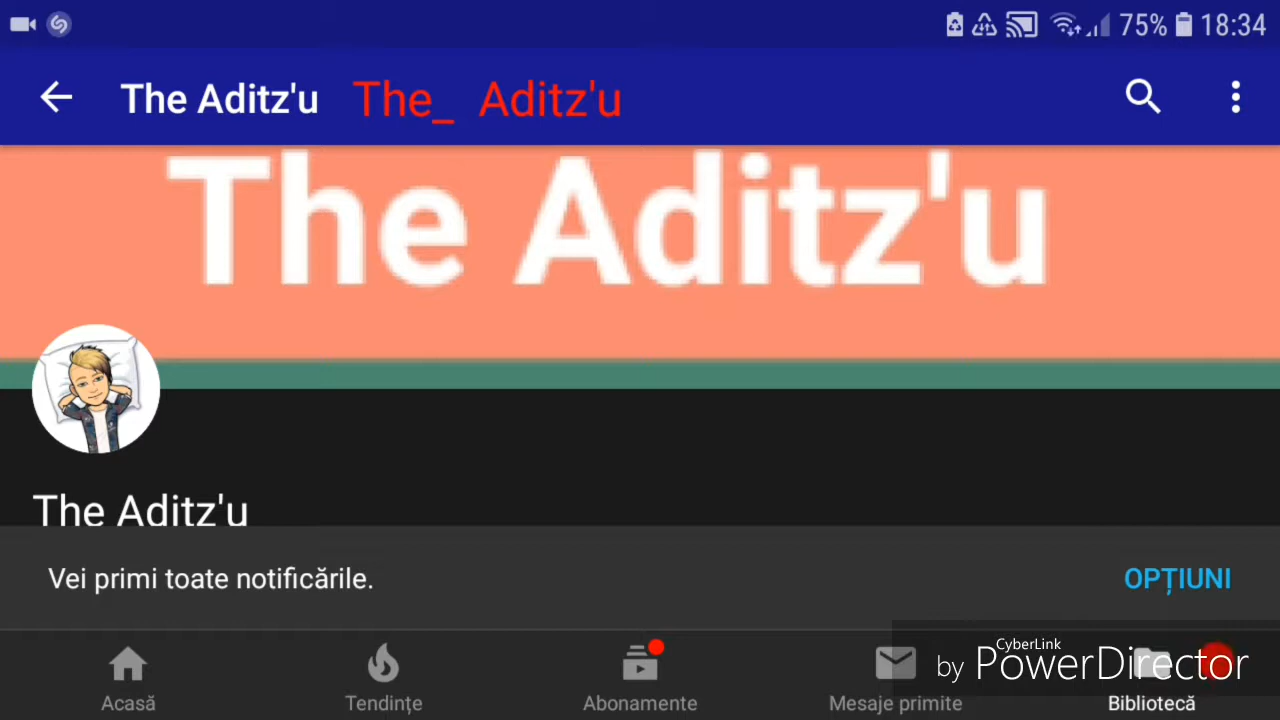 75% 18:34
The Aditz'u The_ Aditz'u
The Aditz'u
The Aditz'u
Vei primi toate notificările. OPȚIUNI
CyberLink
by PowerDirector
Acasă Tendințe Abonamente Mesaje primite Bibliotecă